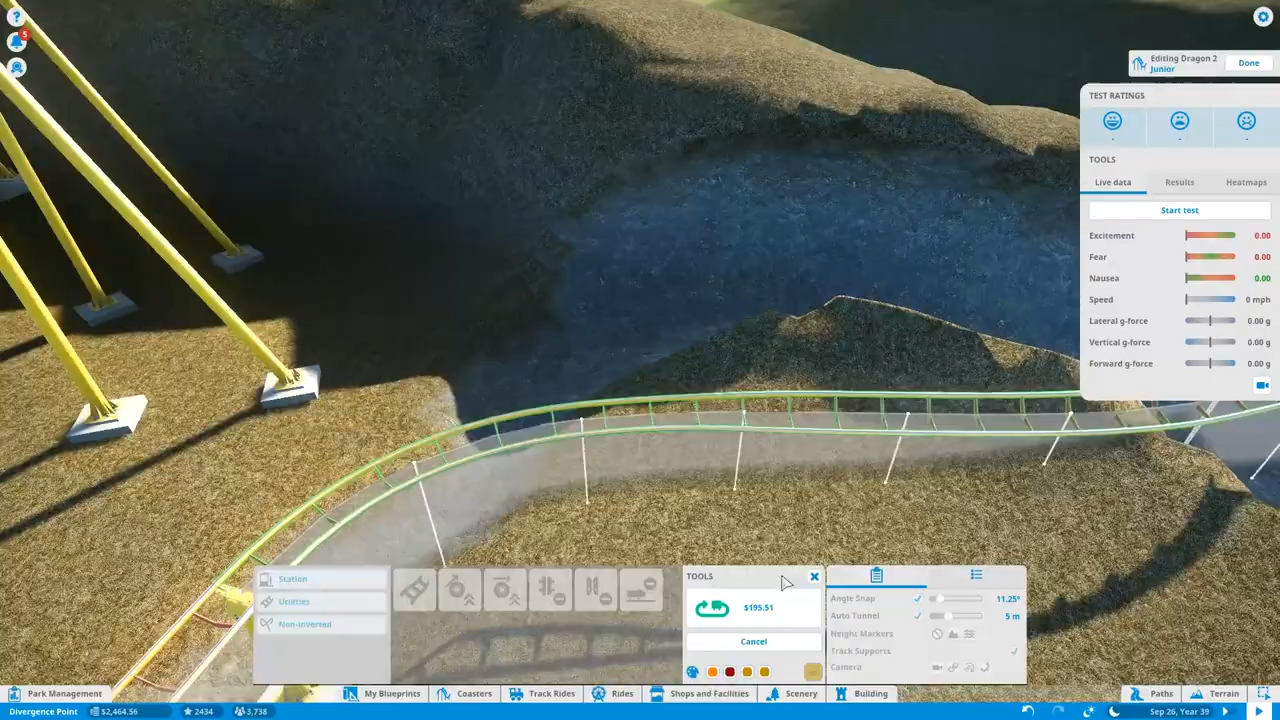 ?
5
Editing Dragon 2
Junior
Done
TEST RATINGS
- - -
TOOLS
Live data Results Heatmaps
Start test
Excitement 0.00
Fear 0.00
Nausea 0.00
Speed 0 mph
Lateral g-force 0.00 g
Vertical g-force 0.00 g
Forward g-force 0.00 g
Station
Utilities
Non-inverted
TOOLS
$195.51
Cancel
Angle Snap 11.25°
Auto Tunnel 5 m
Height Markers
Track Supports
Camera
Park Management My Blueprints Coasters Track Rides Rides Shops and Facilities Scenery Building Paths Terrain
Divergence Point $2,464.56 2434 3,738 Sep 26, Year 39